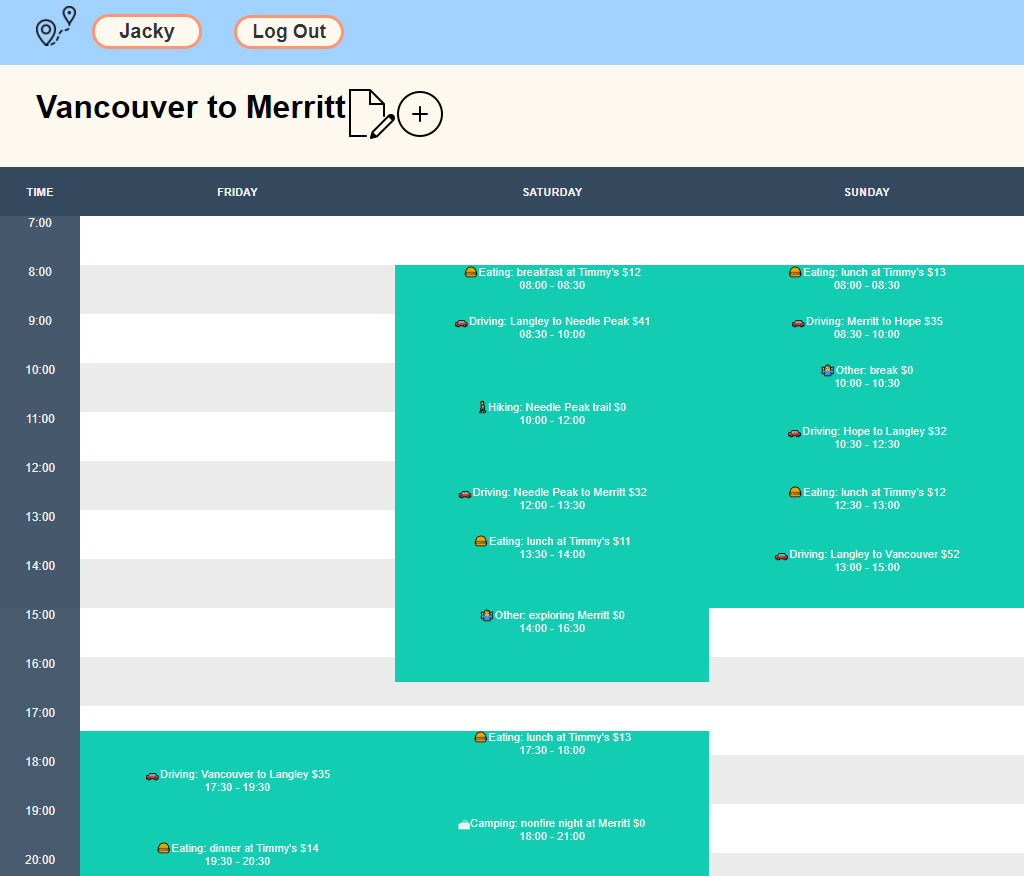 Jacky
Log Out
Vancouver to Merritt
TIME
FRIDAY
SATURDAY
SUNDAY
7:00
8:00
Eating: breakfast at Timmy's $12
08:00 - 08:30
Eating: lunch at Timmy's $13
08:00 - 08:30
9:00
Driving: Langley to Needle Peak $41
08:30 - 10:00
Driving: Merritt to Hope $35
08:30 - 10:00
10:00
Other: break $0
10:00 - 10:30
11:00
Hiking: Needle Peak trail $0
10:00 - 12:00
Driving: Hope to Langley $32
10:30 - 12:30
12:00
Driving: Needle Peak to Merritt $32
12:00 - 13:30
Eating: lunch at Timmy's $12
12:30 - 13:00
13:00
Eating: lunch at Timmy's $11
13:30 - 14:00
Driving: Langley to Vancouver $52
13:00 - 15:00
14:00
15:00
Other: exploring Merritt $0
14:00 - 16:30
16:00
17:00
Eating: lunch at Timmy's $13
17:30 - 18:00
18:00
Driving: Vancouver to Langley $35
17:30 - 19:30
19:00
Camping: nonfire night at Merritt $0
18:00 - 21:00
20:00
Eating: dinner at Timmy's $14
19:30 - 20:30